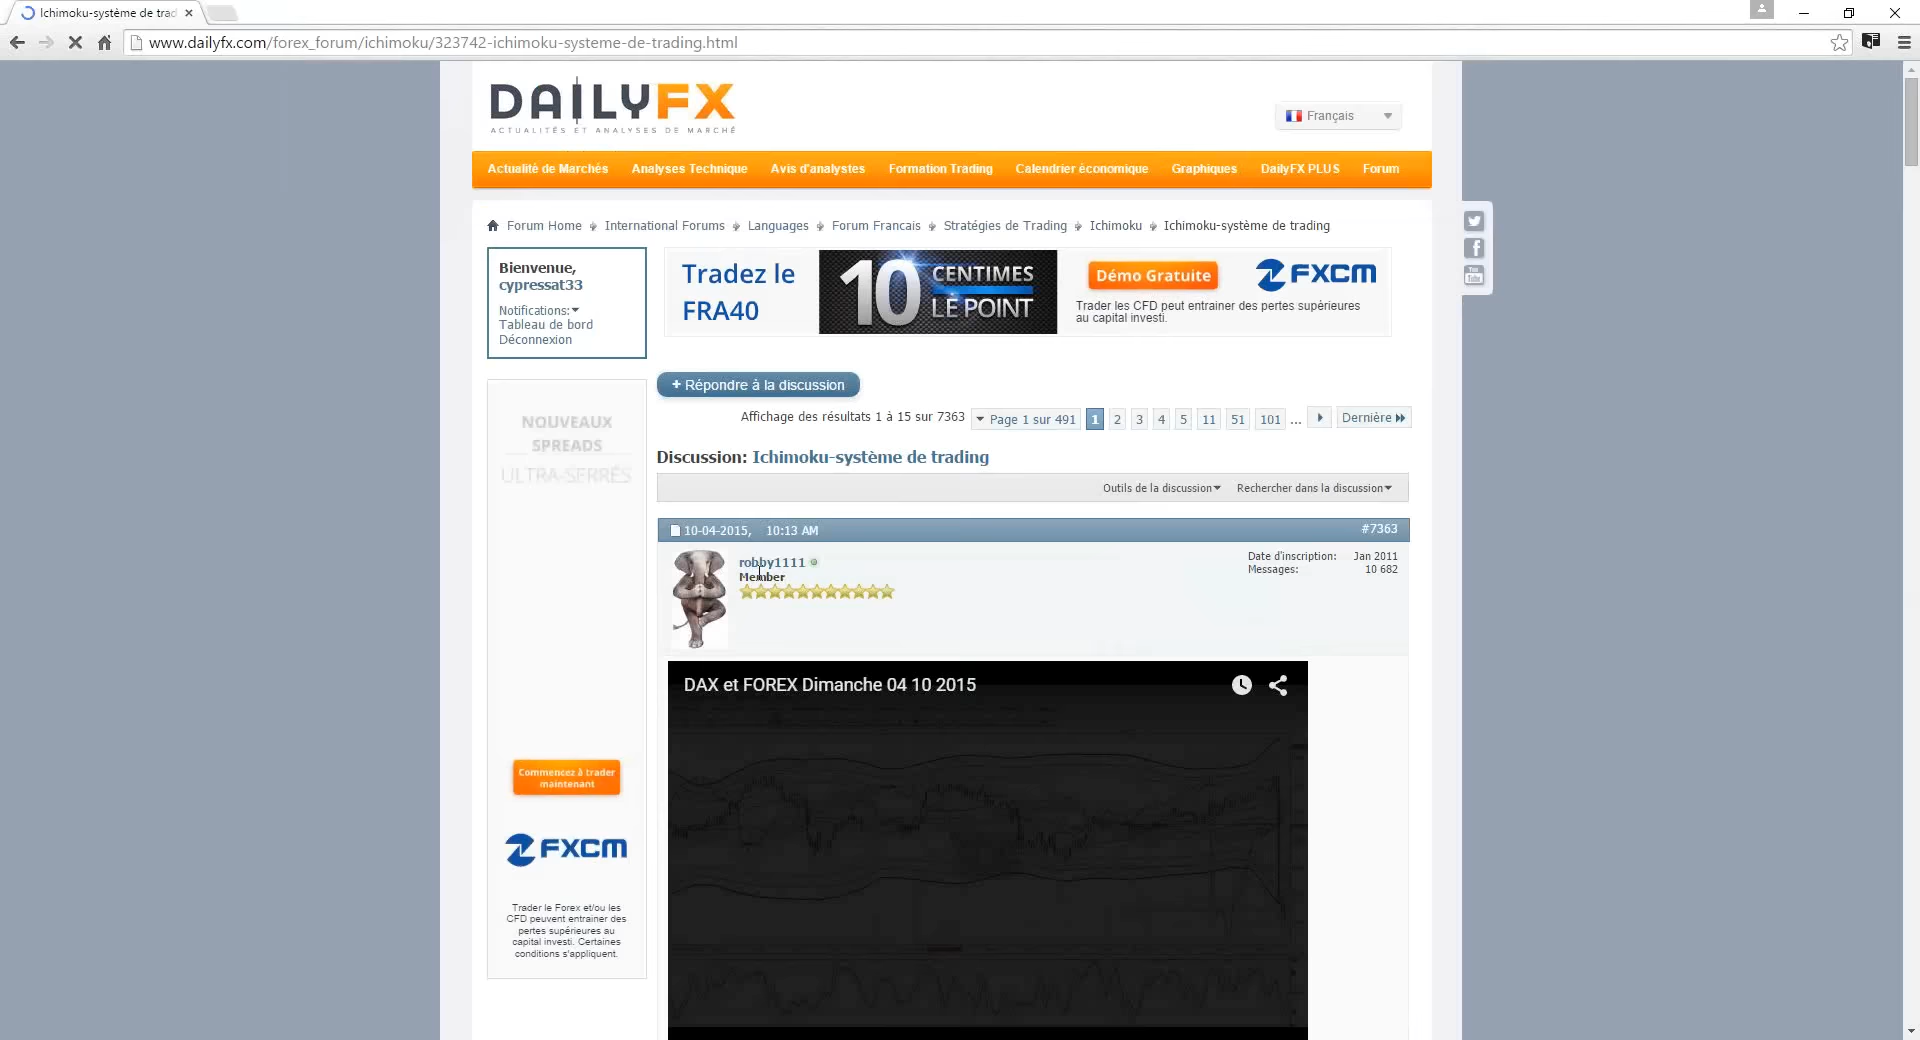 Ichimoku-système de trad
www.dailyfx.com/forex_forum/ichimoku/323742-ichimoku-systeme-de-trading.html
DAILYFX
ACTUALITÉS ET ANALYSES DE MARCHÉ
Français
Actualité de Marchés Analyses Technique Avis d'analystes Formation Trading Calendrier économique Graphiques DailyFX PLUS Forum
Forum Home International Forums Languages Forum Francais Stratégies de Trading Ichimoku Ichimoku-système de trading
Bienvenue,
cypressat33
Notifications:
Tableau de bord
Déconnexion
Tradez le
FRA40
10 CENTIMES
LE POINT
Démo Gratuite
FXCM
Trader les CFD peut entrainer des pertes supérieures
au capital investi.
You
Tube
+ Répondre à la discussion
Affichage des résultats 1 à 15 sur 7363 Page 1 sur 491 1 2 3 4 5 11 51 101 ... Dernière
Discussion: Ichimoku-système de trading
Outils de la discussion Rechercher dans la discussion
10-04-2015, 10:13 AM #7363
robby1111
Member
Date d'inscription: Jan 2011
Messages: 10 682
DAX et FOREX Dimanche 04 10 2015
NOUVEAUX
SPREADS
ULTRA-SERRÉS
Commencez à trader
maintenant
FXCM
Trader le Forex et/ou les
CFD peuvent entrainer des
pertes supérieures au
capital investi. Certaines
conditions s'appliquent.